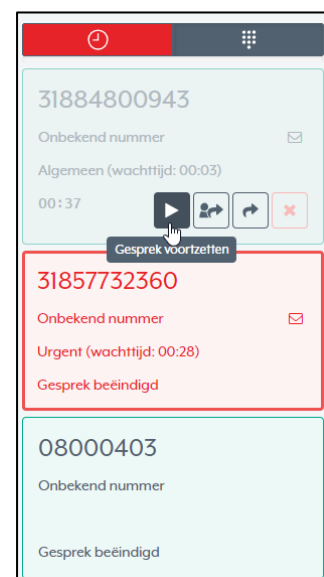 31884800943
Onbekend nummer
Algemeen (wachttijd: 00:03)
00:37
Gesprek voortzetten
31857732360
Onbekend nummer
Urgent (wachttijd: 00:28)
Gesprek beëindigd
08000403
Onbekend nummer
Gesprek beëindigd